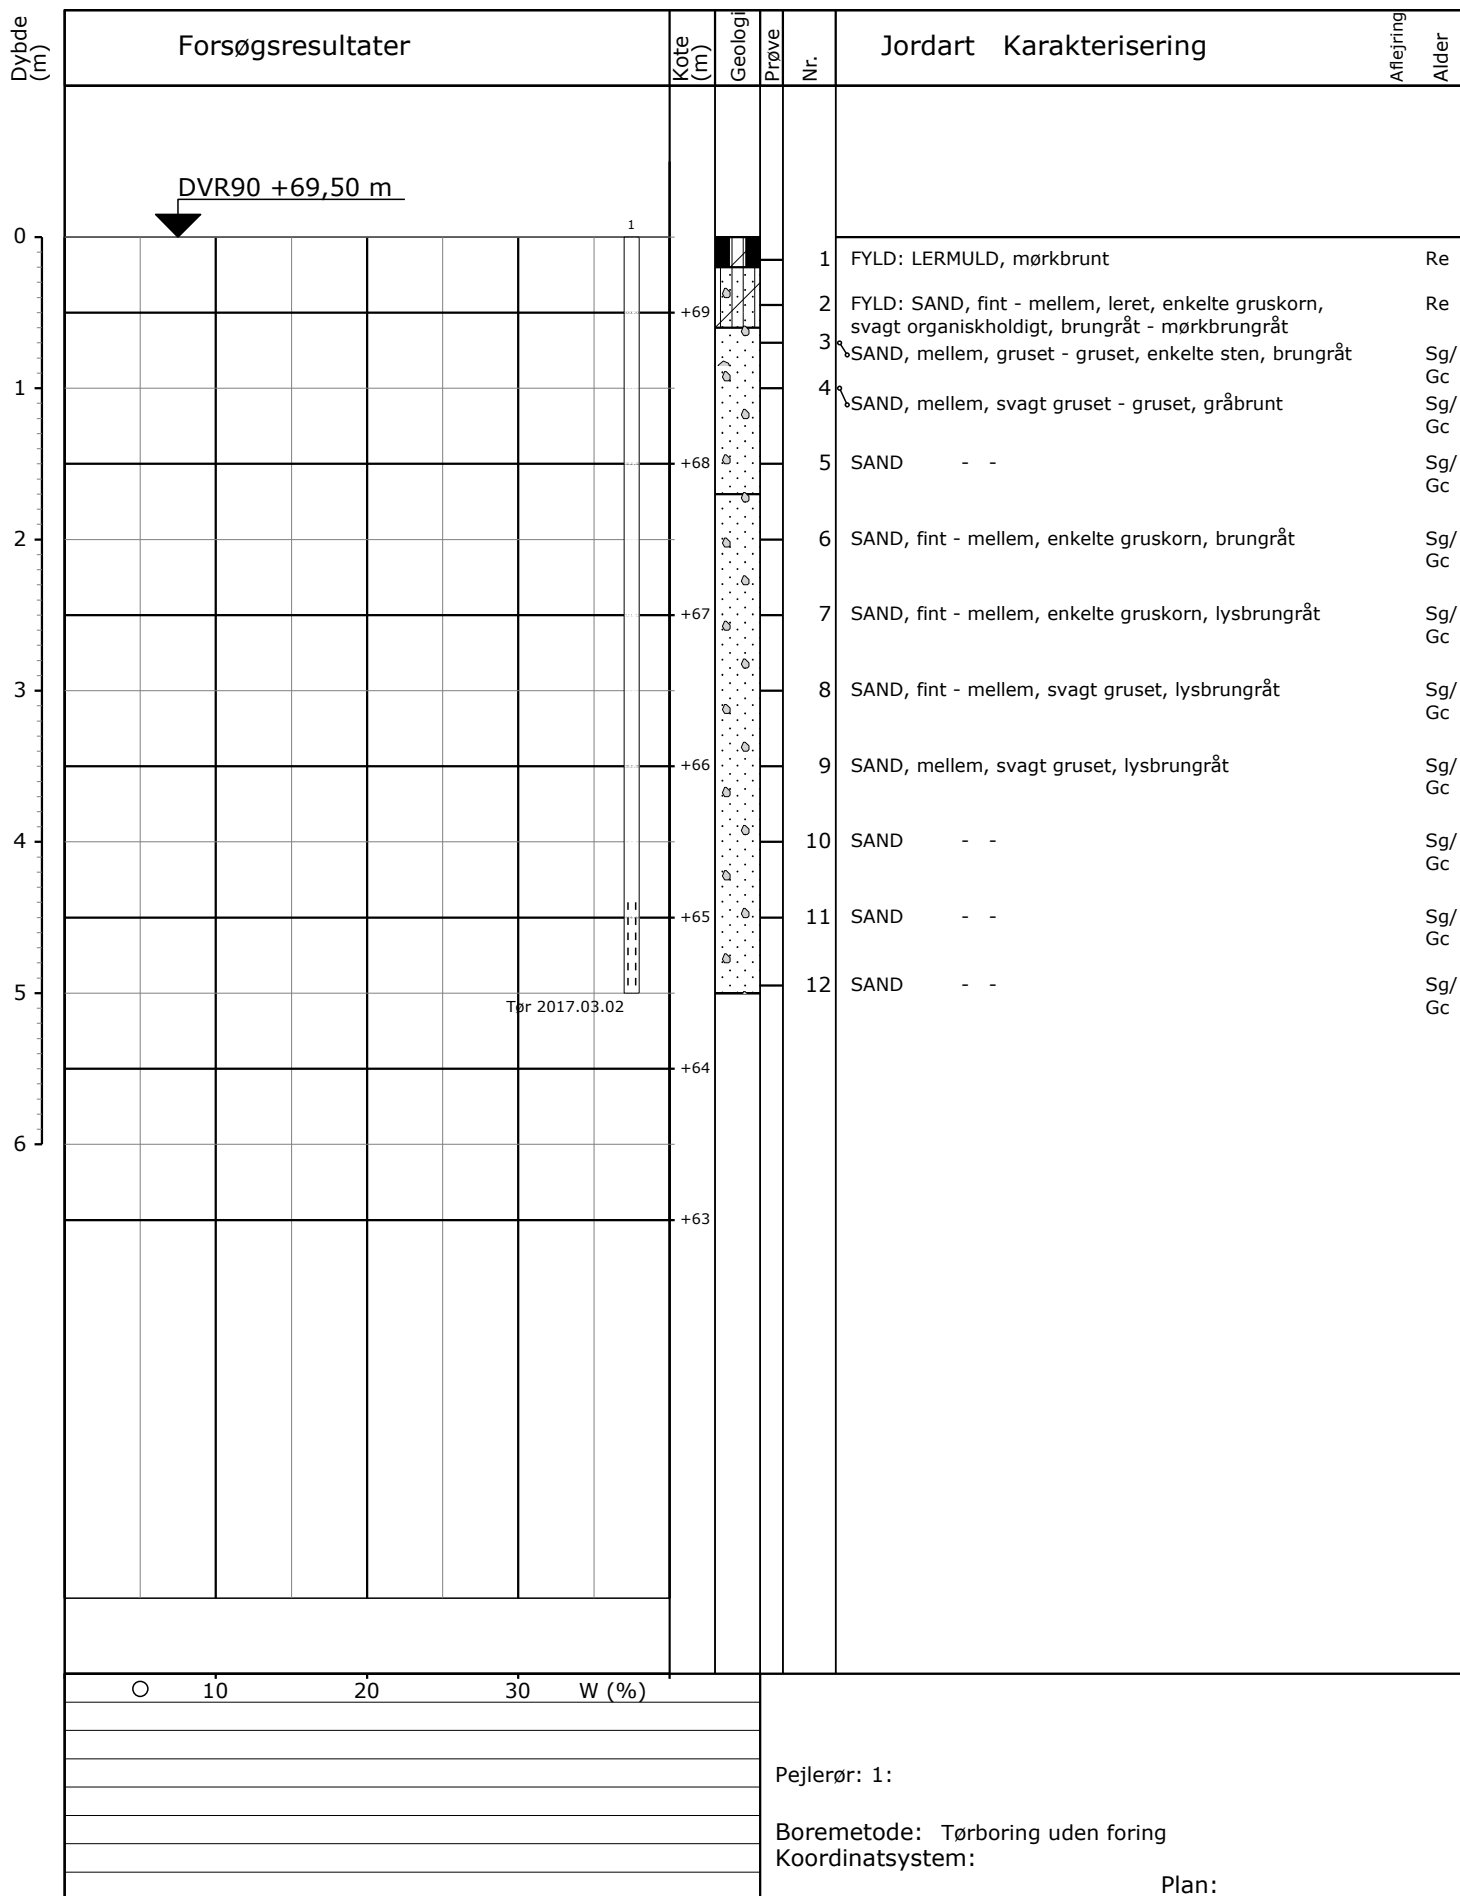 Dybde (m)
Forsøgsresultater
Kote (m)
Geologi
Prøve
Nr.
Jordart Karakterisering
Aflejring
Alder
DVR90 +69,50 m
1
0
1 FYLD: LERMULD, mørkbrunt Re
2 FYLD: SAND, fint - mellem, leret, enkelte gruskorn, Re
+69
svagt organiskholdigt, brungråt - mørkbrungråt
3
SAND, mellem, gruset - gruset, enkelte sten, brungråt Sg/
Gc
1
4
SAND, mellem, svagt gruset - gruset, gråbrunt Sg/
Gc
+68
5 SAND - - Sg/
Gc
2
6 SAND, fint - mellem, enkelte gruskorn, brungråt Sg/
Gc
+67
7 SAND, fint - mellem, enkelte gruskorn, lysbrungråt Sg/
Gc
3
8 SAND, fint - mellem, svagt gruset, lysbrungråt Sg/
Gc
+66
9 SAND, mellem, svagt gruset, lysbrungråt Sg/
Gc
4
10 SAND - - Sg/
Gc
+65
11 SAND - - Sg/
Gc
5
12 SAND - - Sg/
Gc
Tør 2017.03.02
+64
6
+63
10 20 30 W (%)
Pejlerør: 1:
Boremetode: Tørboring uden foring
Koordinatsystem:
Plan: